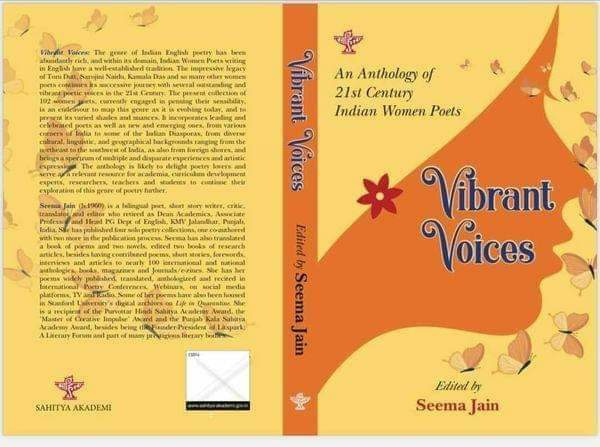 Vibrant Voices: The genre of Indian English poetry has been
abundantly rich, and within its domain, Indian Women Poets writing
in English have a well-established tradition. The impressive legacy
of Toru Dutt, Sarojini Naidu, Kamala Das and so many other women
poets continues its successful journey with several outstanding and
vibrant poetic voices in the 21st Century. The present collection of
102 women poets, currently engaged in penning their sensibility,
is an endeavour to map this genre as it is evolving today, and to
present its varied shades and nuances. It incorporates leading and
celebrated poets as well as new and emerging ones, from various
corners of India to some of the Indian Diasporas, from diverse
cultural, linguistic, and geographical backgrounds ranging from the
northeast to the southwest of India, as also from foreign shores, and
being a spectrum of multiple and disparate experiences and artistic
expressions. The anthology is likely to delight poetry lovers and
serve as a relevant resource for academia, curriculum development
experts, researchers, teachers and students to continue their
exploration of this genre of poetry further.
Seema Jain (b.1960) is a bilingual poet, short story writer, critic,
translator and editor who retired as Dean Academics, Associate
Professor and Head PG Dept of English, KMV Jalandhar, Punjab,
India. She has published four solo poetry collections, one co-authored
with two more in the publication process. Seema has also translated
a book of poems and two novels, edited two books of research
articles, besides having contributed poems, short stories, forewords,
interviews and articles to nearly 100 international and national
anthologies, books, magazines and Journals/e-zines. She has her
poems widely published, translated, anthologized and recited in
International Poetry Conferences, Webinars, on social media
platforms, TV and Radio. Some of her poems have also been housed
in Stanford University's digital archives on Life in Quarantine. She
is a recipient of the Purvottar Hindi Sahitya Academy Award, the
'Master of Creative Impulse' Award and the Punjab Kala Sahitya
Academy Award, besides being the Founder-President of Litspark:
A Literary Forum and part of many prestigious literary bodies.
SAHITYA AKADEMI
www.sahitya-akademi.gov.in
Vibrant Voices
Edited by Seema Jain
An Anthology of
21st Century
Indian Women Poets
Vibrant
Voices
Edited by
Seema Jain